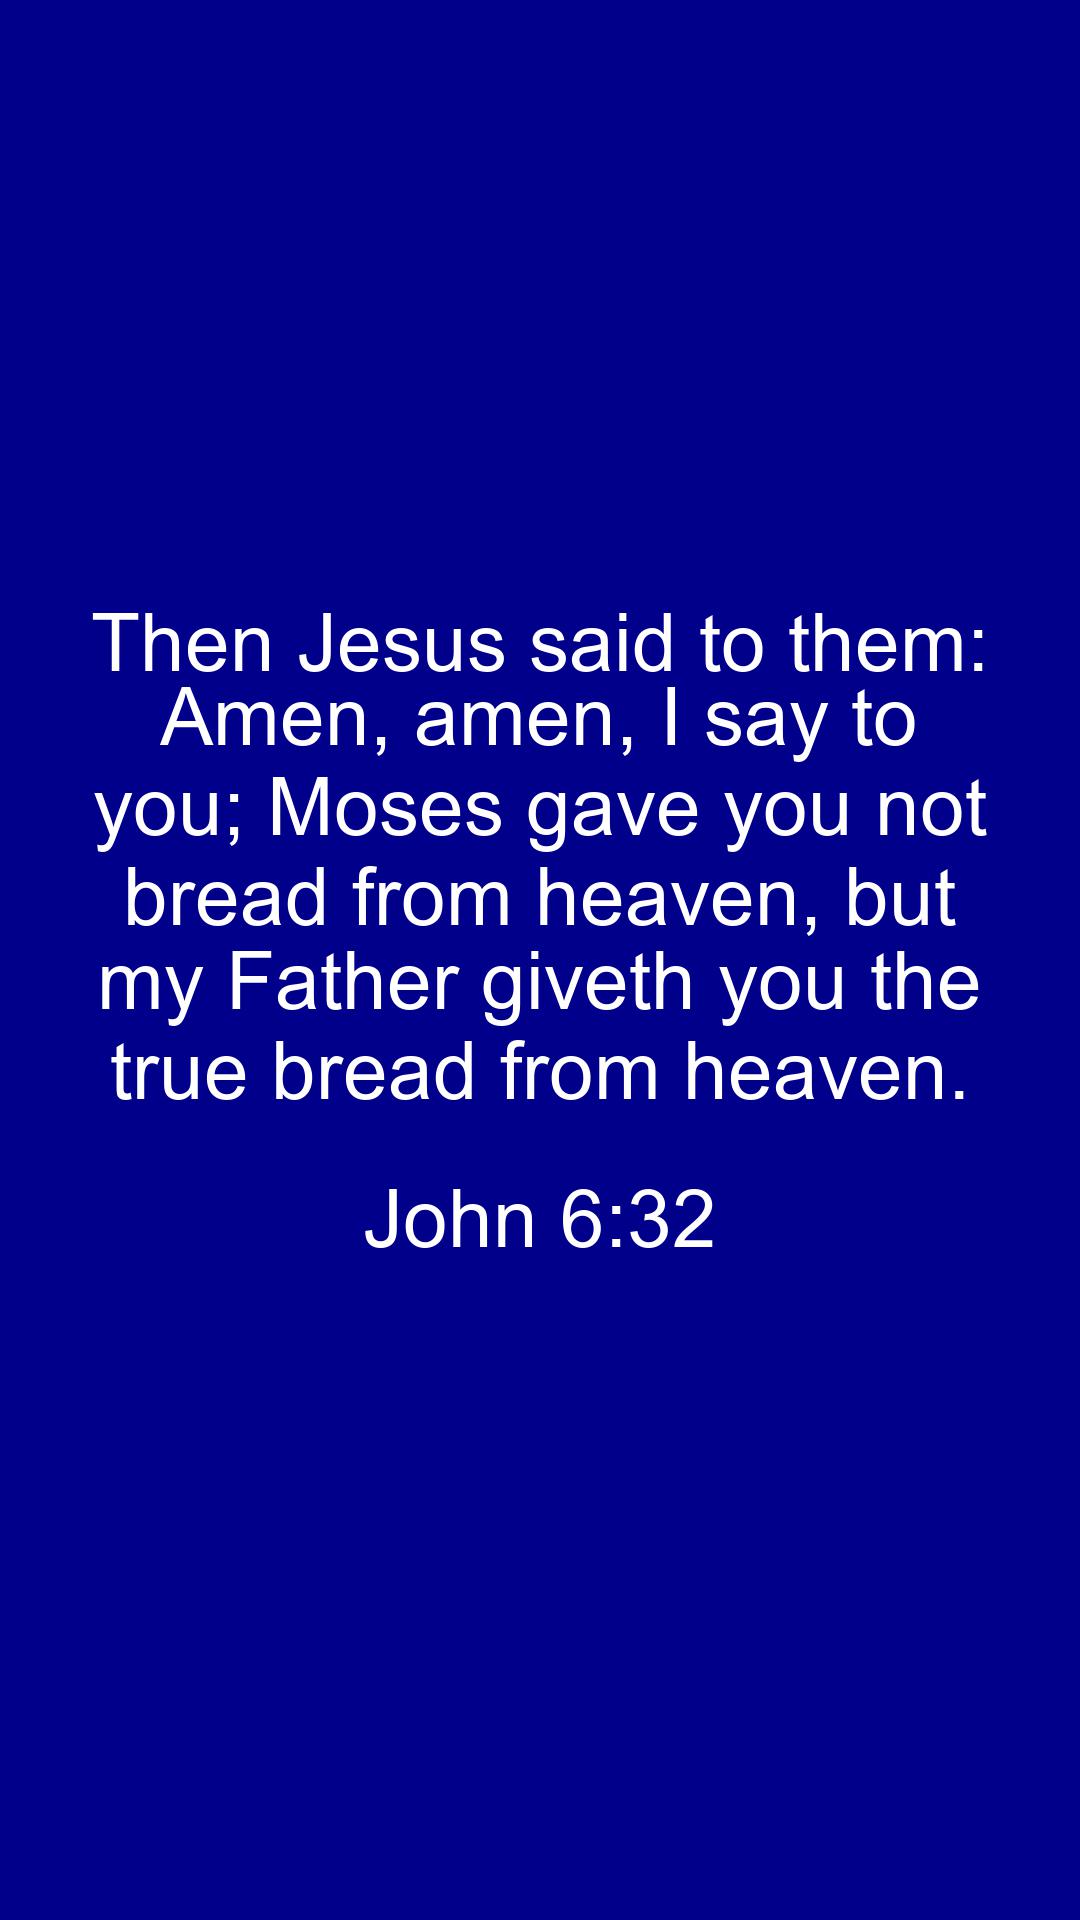 Then Jesus said to them:
Amen, amen, I say to
you; Moses gave you not
bread from heaven, but
my Father giveth you the
true bread from heaven.
John 6:32